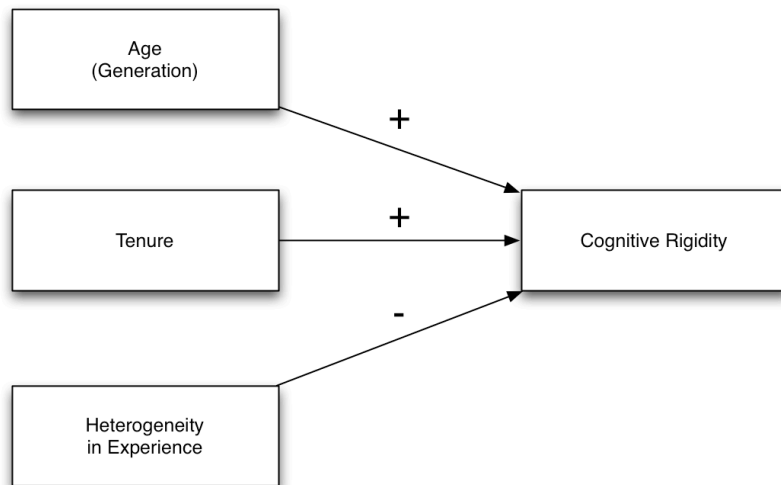 Age
(Generation)
+
Tenure
+
Cognitive Rigidity
-
Heterogeneity
in Experience